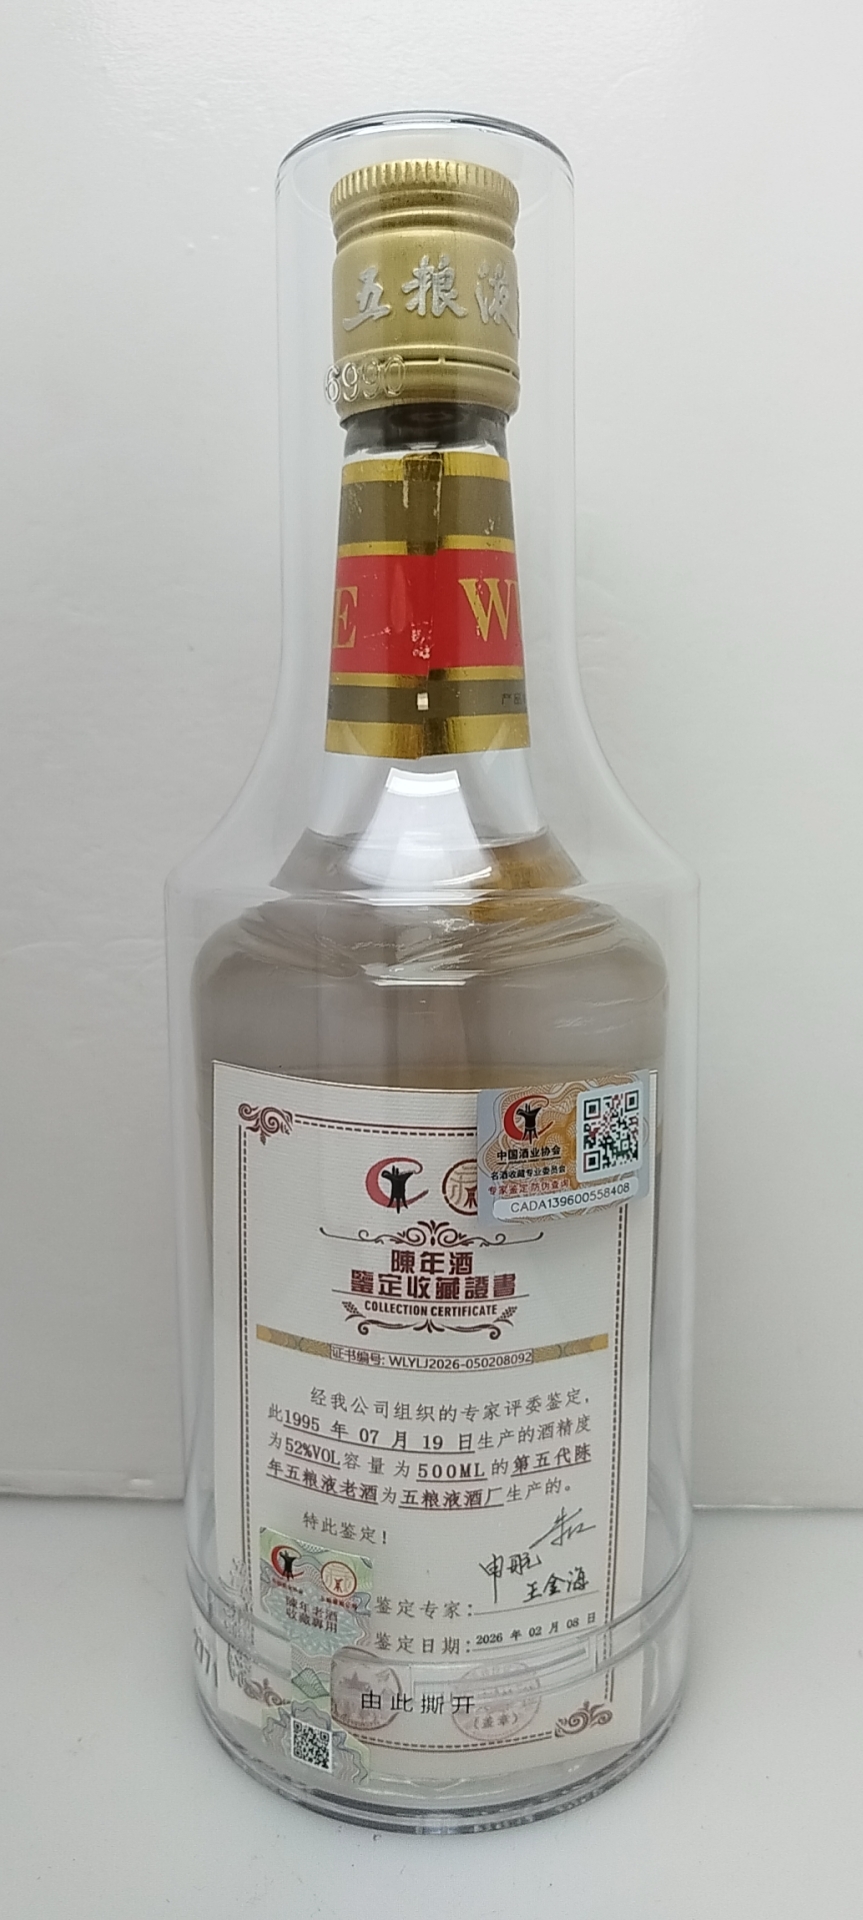 五粮液
6990
E WU
中国酒业协会
名酒收藏专业委员会
专家鉴定 防伪查询
CADA139600558408
陳年酒
鑒定收藏證書
COLLECTION CERTIFICATE
证书编号: WLYLJ2026-050208092
经我公司组织的专家评委鉴定,
此1995 年 07 月 19 日生产的酒精度
为52%VOL容量为500ML的第五代陈
年五粮液老酒为五粮液酒厂生产的。
特此鉴定!
申航
王金海
鉴定专家:
鉴定日期: 2026 年 02 月 08 日
陳年老酒
收藏專用
由此撕开
(盖章)